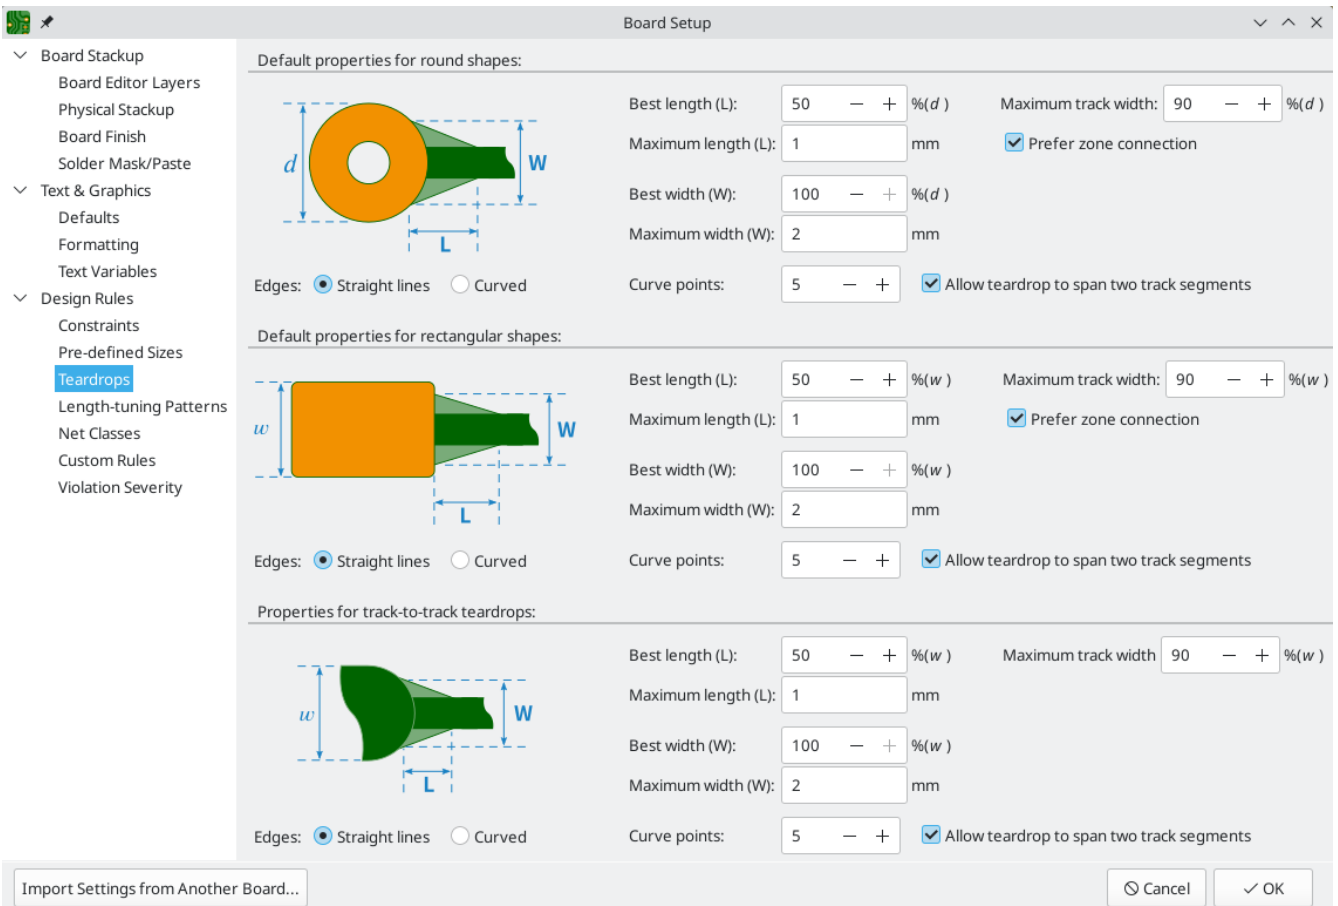 Board Setup
Board Stackup
Board Editor Layers
Physical Stackup
Board Finish
Solder Mask/Paste
Text & Graphics
Defaults
Formatting
Text Variables
Design Rules
Constraints
Pre-defined Sizes
Teardrops
Length-tuning Patterns
Net Classes
Custom Rules
Violation Severity
Default properties for round shapes:
d
W
L
Best length (L): 50 %(d ) Maximum track width: 90 %(d )
Maximum length (L): 1 mm Prefer zone connection
Best width (W): 100 %(d )
Maximum width (W): 2 mm
Edges: Straight lines Curved Curve points: 5 Allow teardrop to span two track segments
Default properties for rectangular shapes:
w
W
L
Best length (L): 50 %(w ) Maximum track width: 90 %(w )
Maximum length (L): 1 mm Prefer zone connection
Best width (W): 100 %(w )
Maximum width (W): 2 mm
Edges: Straight lines Curved Curve points: 5 Allow teardrop to span two track segments
Properties for track-to-track teardrops:
w
W
L
Best length (L): 50 %(w ) Maximum track width 90 %(w )
Maximum length (L): 1 mm
Best width (W): 100 %(w )
Maximum width (W): 2 mm
Edges: Straight lines Curved Curve points: 5 Allow teardrop to span two track segments
Import Settings from Another Board... Cancel OK